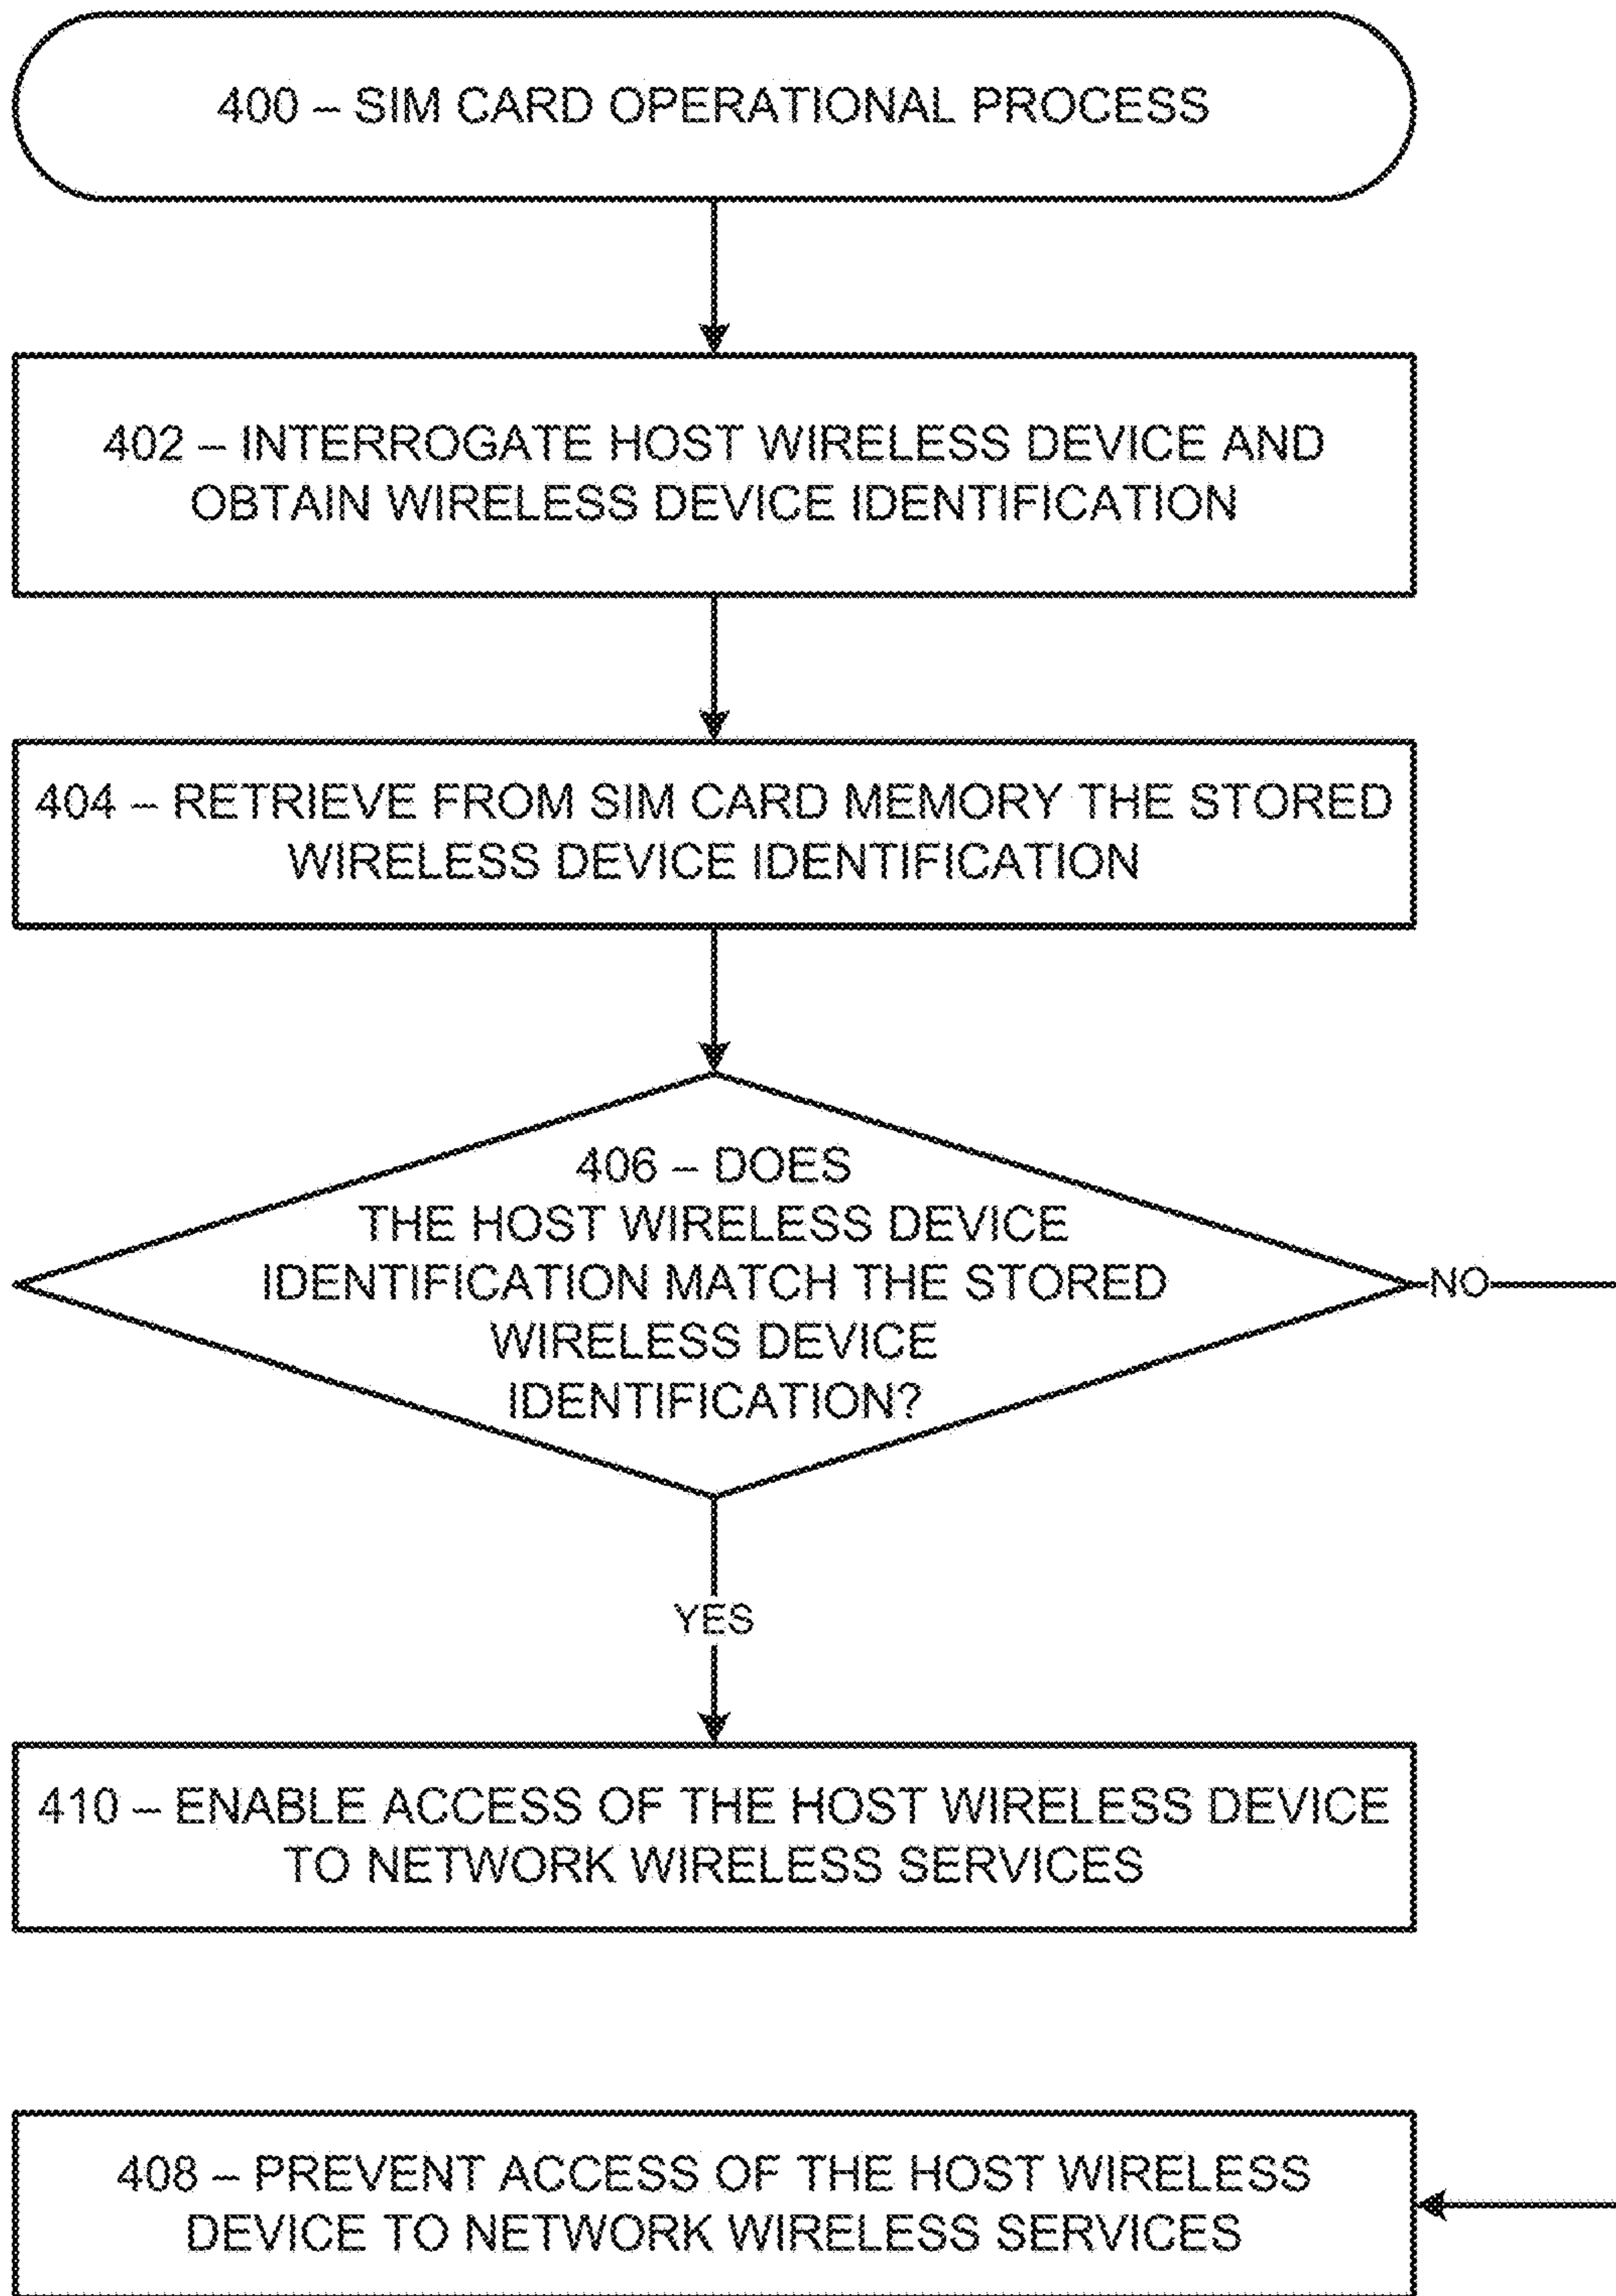 400 – SIM CARD OPERATIONAL PROCESS
402 – INTERROGATE HOST WIRELESS DEVICE AND
OBTAIN WIRELESS DEVICE IDENTIFICATION
404 – RETRIEVE FROM SIM CARD MEMORY THE STORED
WIRELESS DEVICE IDENTIFICATION
406 – DOES
THE HOST WIRELESS DEVICE
IDENTIFICATION MATCH THE STORED
WIRELESS DEVICE
IDENTIFICATION?
NO
YES
410 – ENABLE ACCESS OF THE HOST WIRELESS DEVICE
TO NETWORK WIRELESS SERVICES
408 – PREVENT ACCESS OF THE HOST WIRELESS
DEVICE TO NETWORK WIRELESS SERVICES